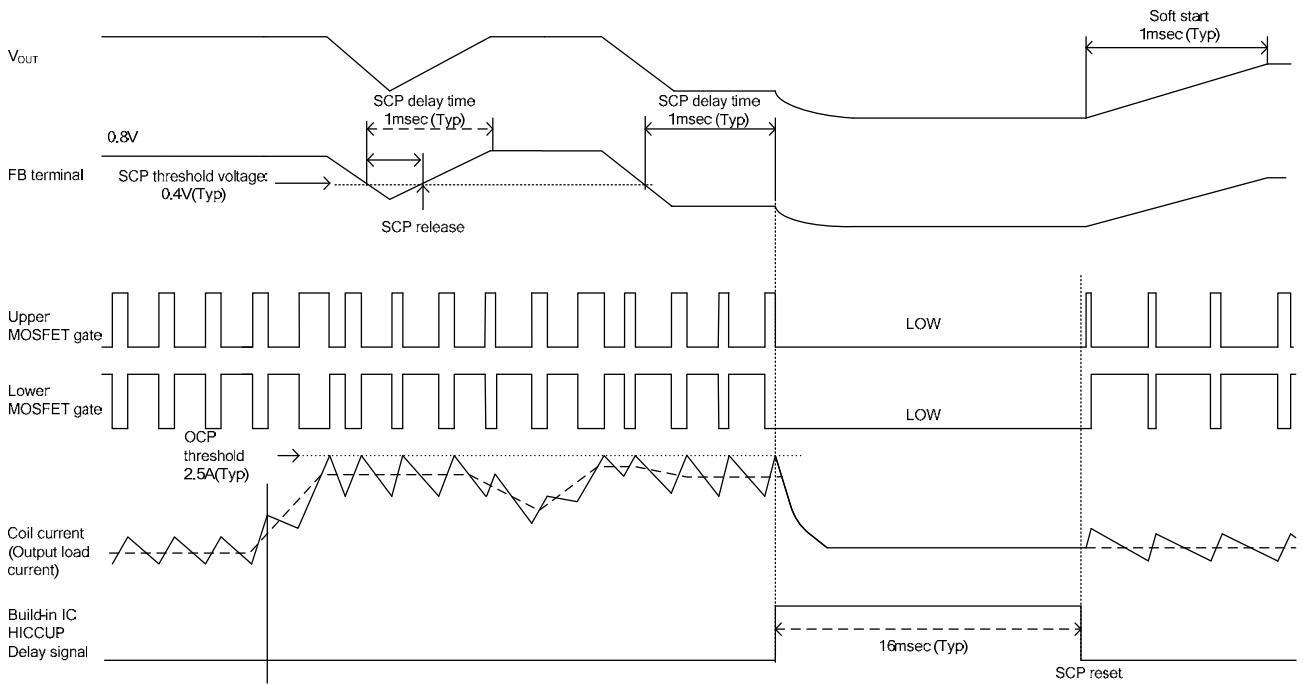 Soft start
1msec (Typ)
VOUT
SCP delay time
1msec (Typ)
SCP delay time
1msec (Typ)
0.8V
FB terminal
SCP threshold voltage:
0.4V(Typ)
SCP release
Upper
MOSFET gate
LOW
Lower
MOSFET gate
LOW
OCP
threshold
2.5A(Typ)
Coil current
(Output load
current)
Build-in IC
HICCUP
Delay signal
16msec (Typ)
SCP reset